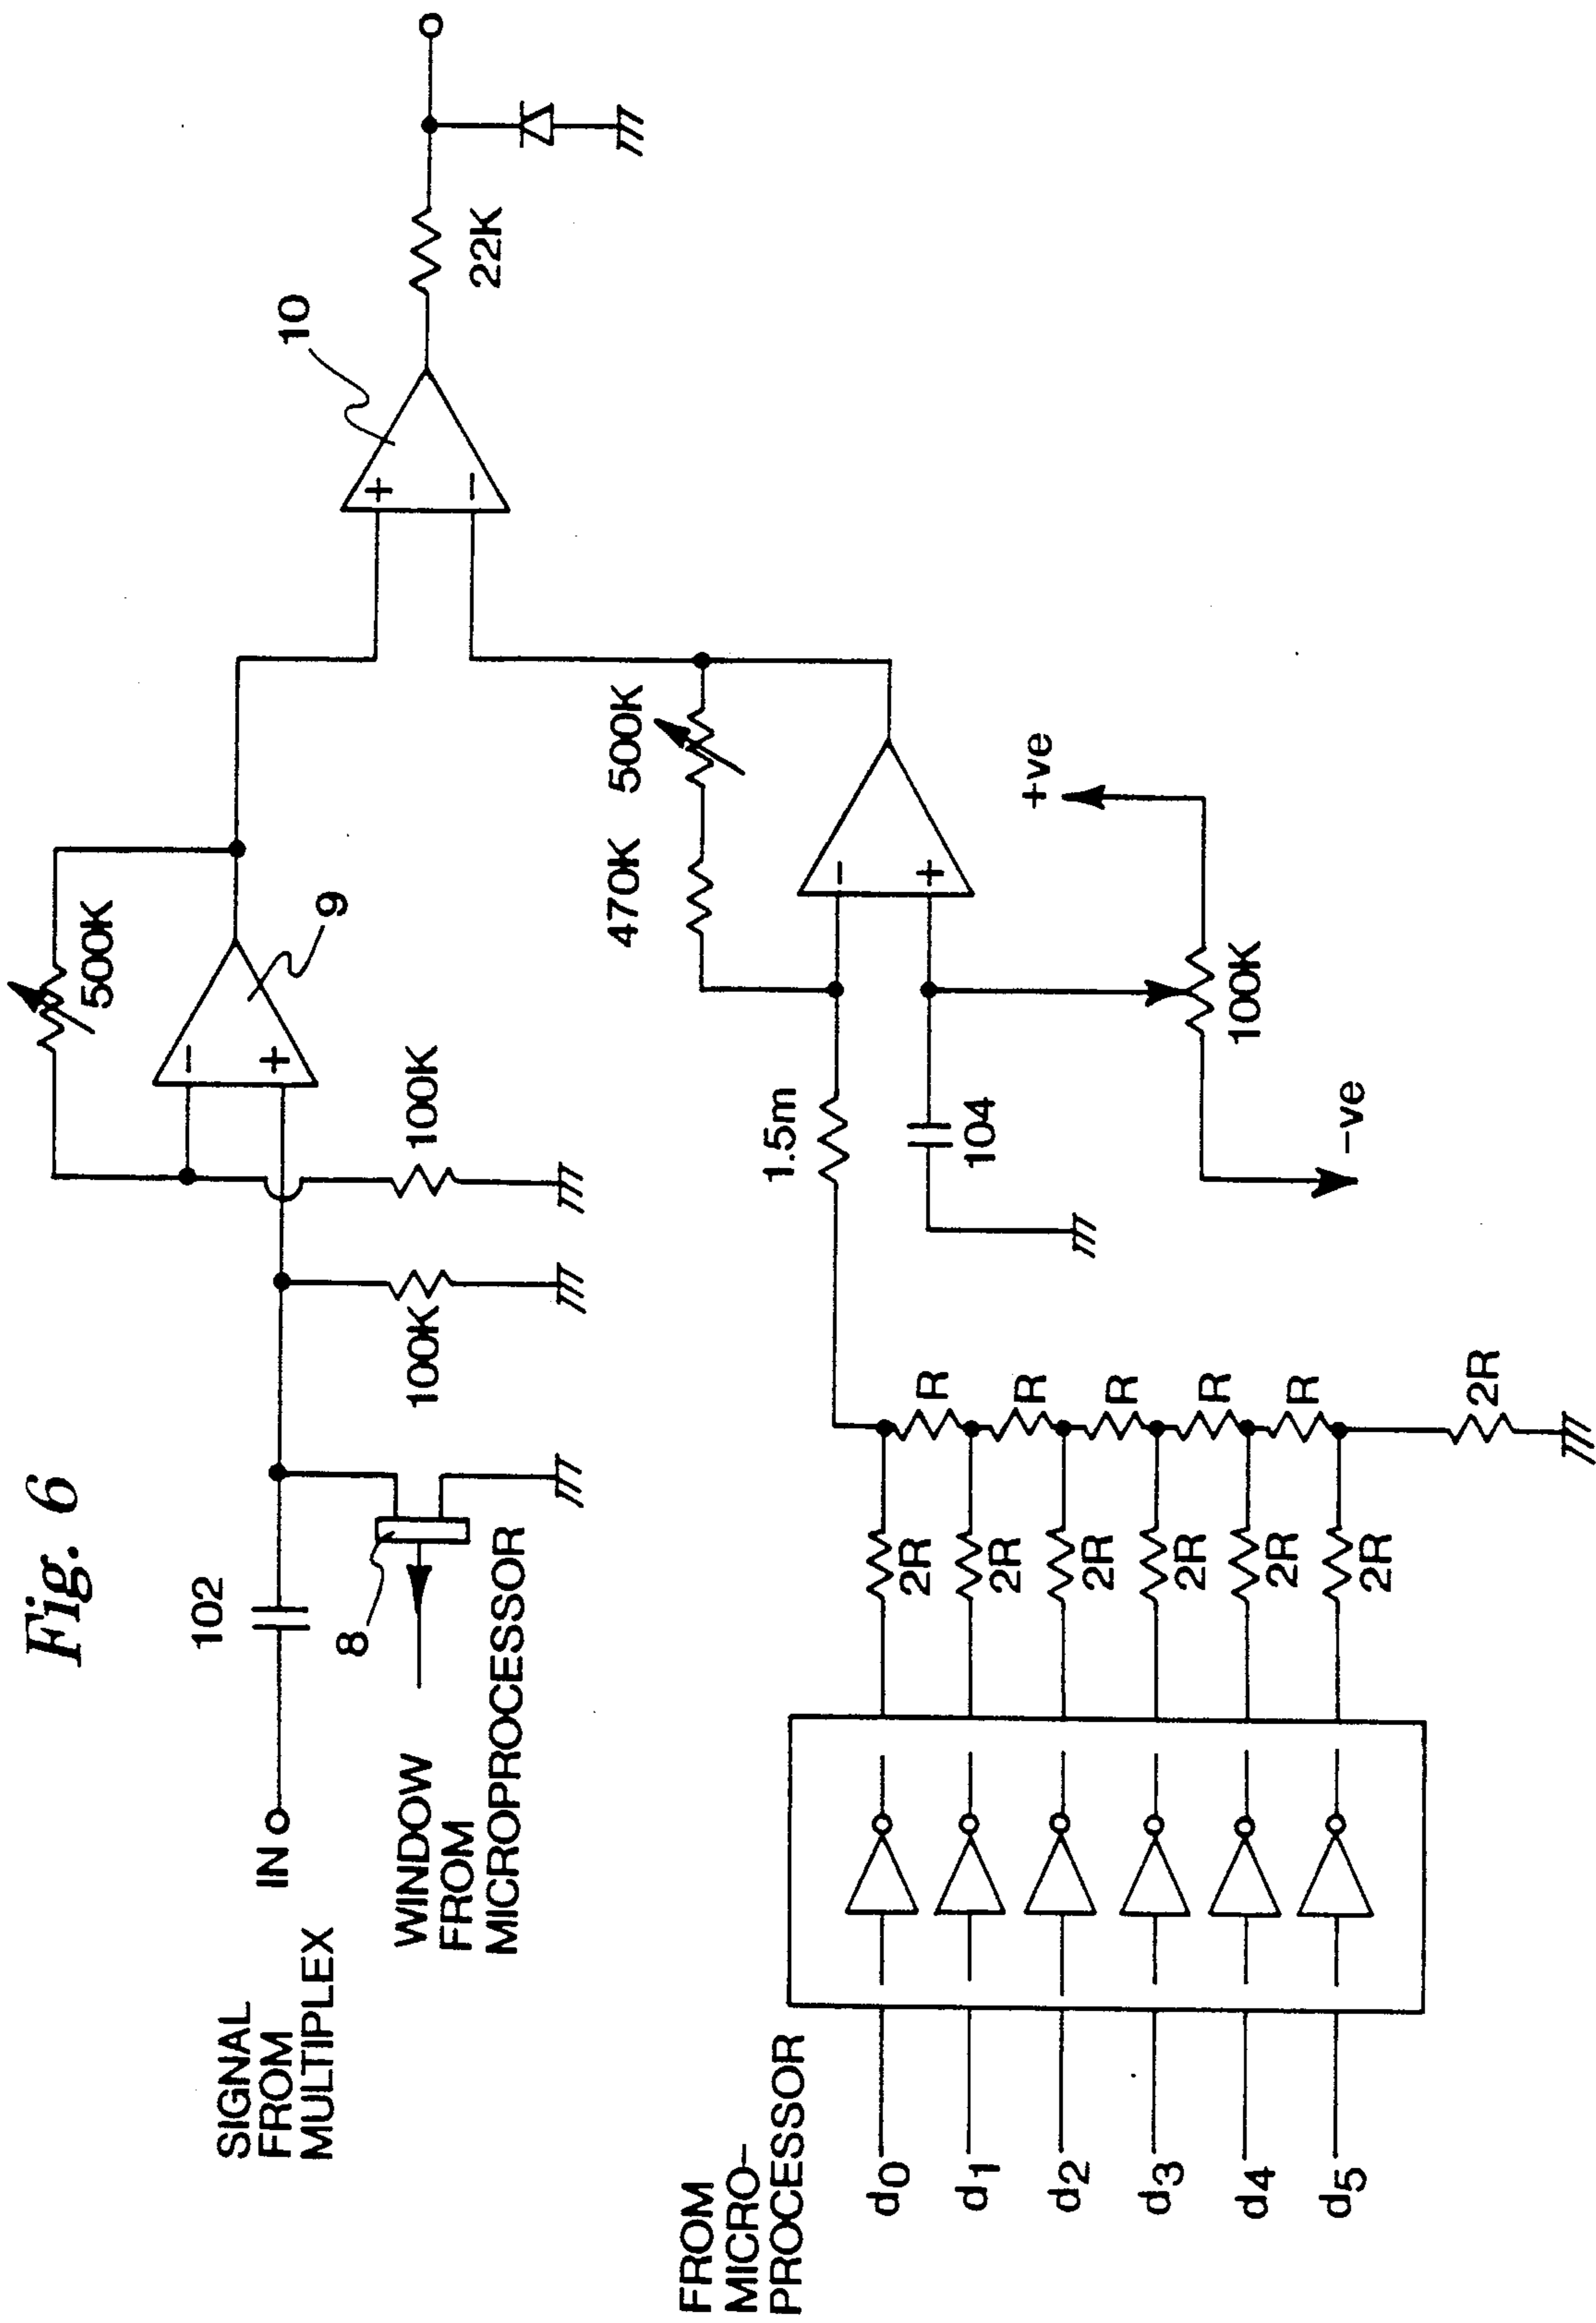 Fig. 6
SIGNAL
FROM
MULTIPLEX
IN
102
8
WINDOW
FROM
MICROPROCESSOR
100K
100K
500K
-
+
9
10
+
-
22K
FROM
MICRO-
PROCESSOR
d0
d1
d2
d3
d4
d5
2R
2R
2R
2R
2R
2R
R
R
R
R
R
2R
1.5m
104
470K
500K
-
+
+ve
100K
-ve